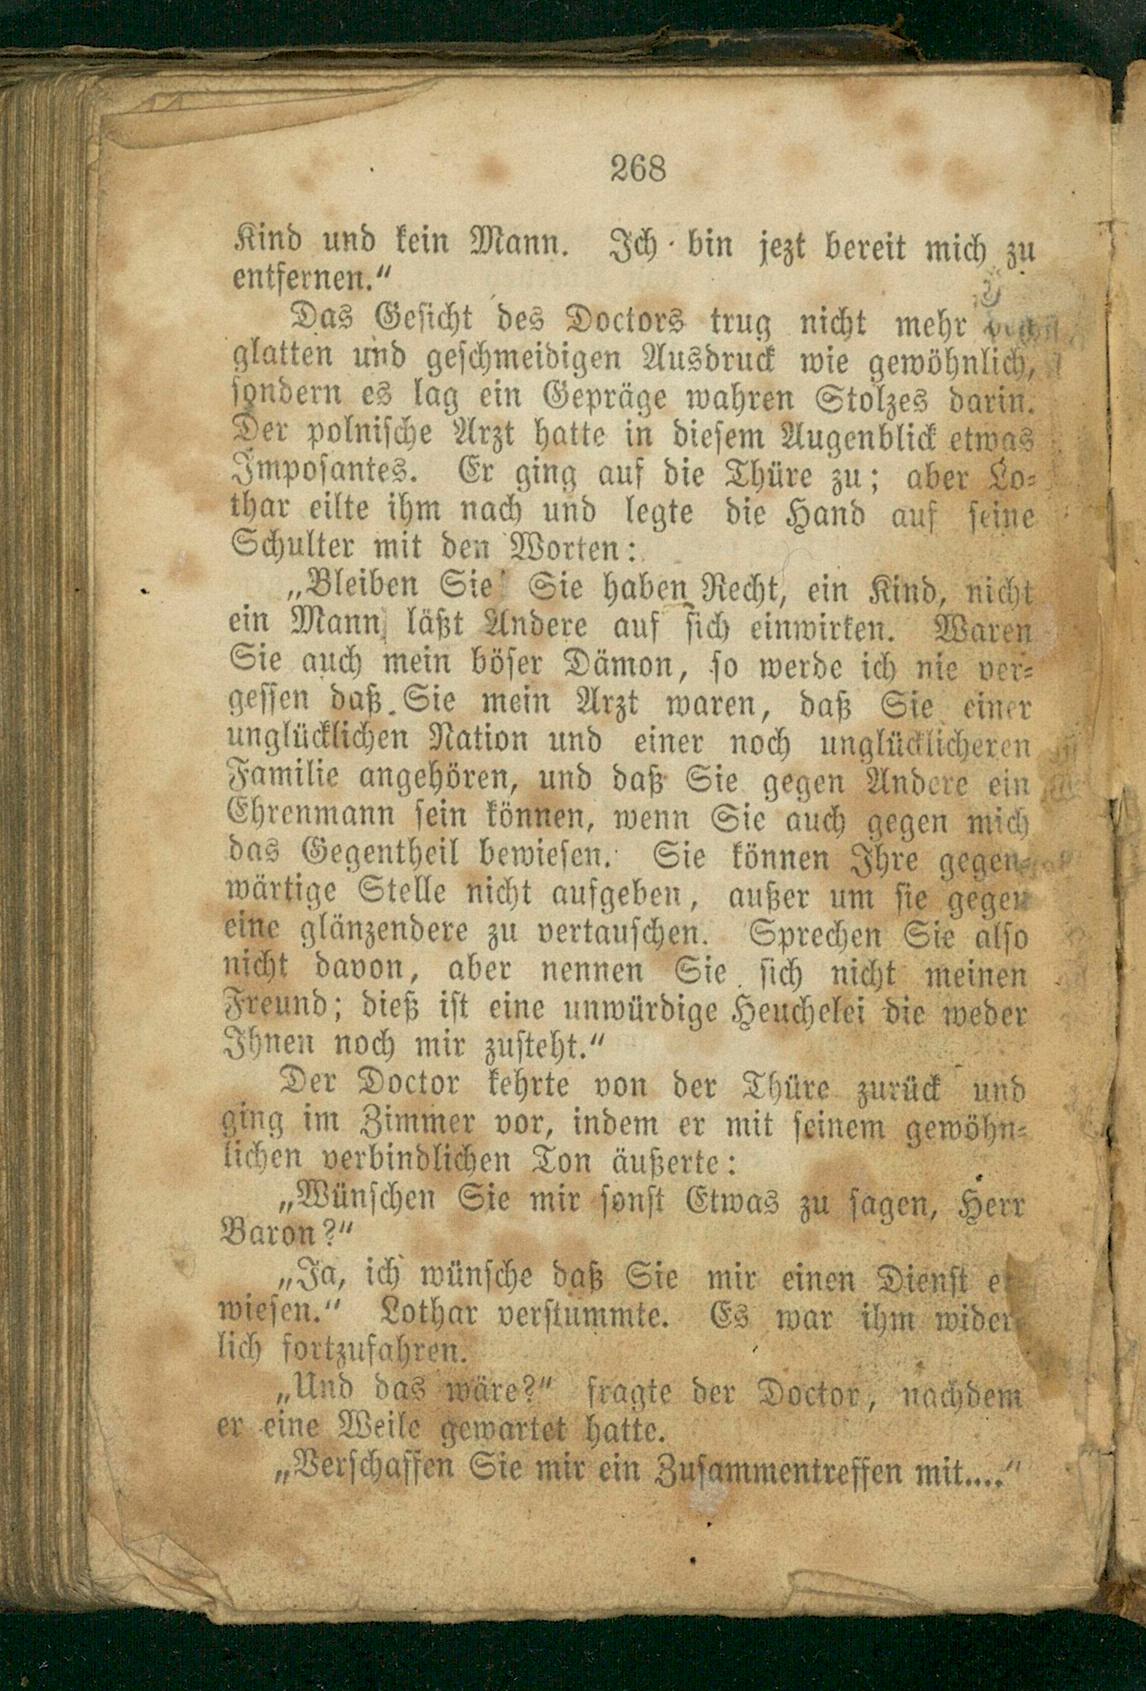 268
Kind und kein Mann. Ich bin jezt bereit mich zu
entfernen.“
Das Gesicht des Doctors trug nicht mehr
glatten und geschmeidigen Ausdruck wie gewöhnlich,
sondern es lag ein Gepräge wahren Stolzes darin.
Der polnische Arzt hatte in diesem Augenblick etwas
Imposantes. Er ging auf die Thüre zu; aber Lo-
thar eilte ihm nach und legte die Hand auf seine
Schulter mit den Worten:
„Bleiben Sie! Sie haben Recht, ein Kind, nicht
ein Mann, läßt Andere auf sich einwirken. Waren
Sie auch mein böser Dämon, so werde ich nie ver-
gessen daß Sie mein Arzt waren, daß Sie einer
unglücklichen Nation und einer noch unglücklicheren
Familie angehören, und daß Sie gegen Andere ein
Ehrenmann sein können, wenn Sie auch gegen mich
das Gegentheil bewiesen. Sie können Ihre gegen-
wärtige Stelle nicht aufgeben, außer um sie gegen
eine glänzendere zu vertauschen. Sprechen Sie also
nicht davon, aber nennen Sie sich nicht meinen
Freund; dieß ist eine unwürdige Heuchelei die weder
Ihnen noch mir zusteht.“
Der Doctor kehrte von der Thüre zurück und
ging im Zimmer vor, indem er mit seinem gewöhn-
lichen verbindlichen Ton äußerte:
„Wünschen Sie mir sonst Etwas zu sagen, Herr
Baron?“
„Ja, ich wünsche daß Sie mir einen Dienst
wiesen.“ Lothar verstummte. Es war ihm wider-
lich fortzufahren.
„Und das wäre?“ fragte der Doctor, nachdem
er eine Weile gewartet hatte.
„Verschaffen Sie mir ein Zusammentreffen mit....“